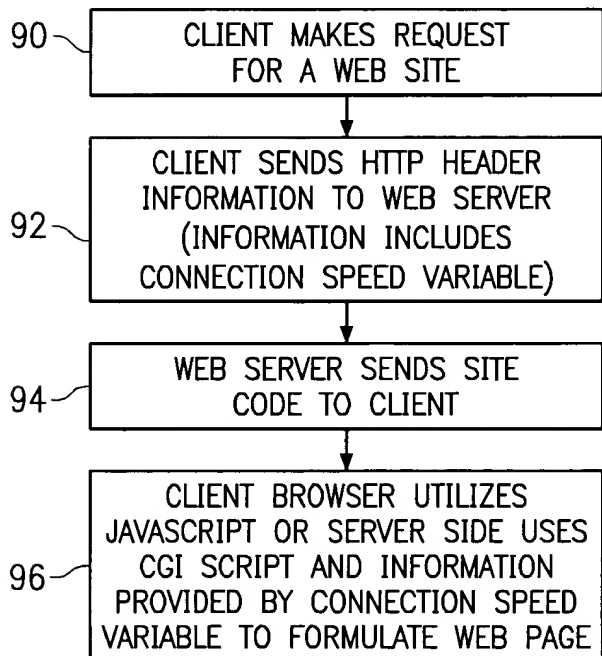 90
CLIENT MAKES REQUEST
FOR A WEB SITE
92
CLIENT SENDS HTTP HEADER
INFORMATION TO WEB SERVER
(INFORMATION INCLUDES
CONNECTION SPEED VARIABLE)
94
WEB SERVER SENDS SITE
CODE TO CLIENT
96
CLIENT BROWSER UTILIZES
JAVASCRIPT OR SERVER SIDE USES
CGI SCRIPT AND INFORMATION
PROVIDED BY CONNECTION SPEED
VARIABLE TO FORMULATE WEB PAGE